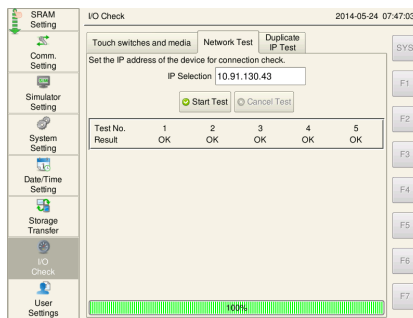 SRAM
Setting
I/O Check
2014-05-24 07:47:03
Comm.
Setting
Simulator
Setting
System
Setting
Date/Time
Setting
Storage
Transfer
I/O
Check
User
Settings
Touch switches and media
Network Test
Duplicate
IP Test
Set the IP address of the device for connection check.
IP Selection 10.91.130.43
Start Test
Cancel Test
Test No. 1 2 3 4 5
Result OK OK OK OK OK
100%
SYS
F1
F2
F3
F4
F5
F6
F7